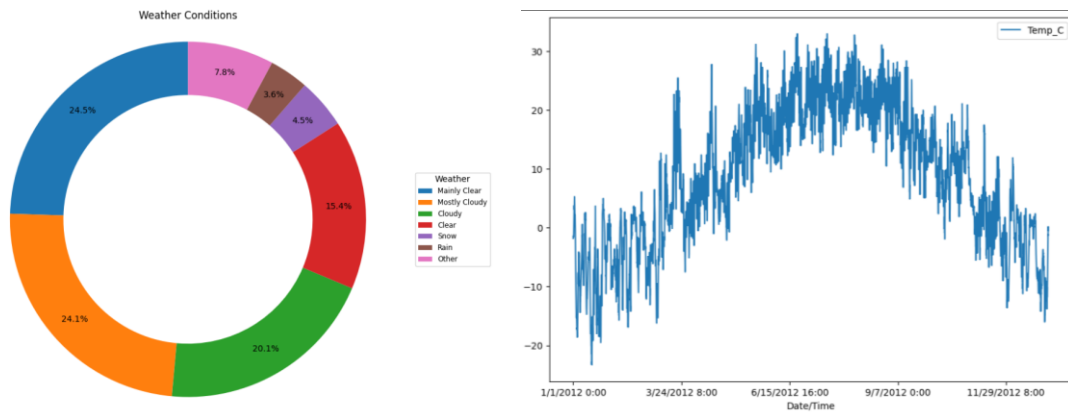 Weather Conditions
7.8%
3.6%
4.5%
24.5%
15.4%
24.1%
20.1%
Weather
Mainly Clear
Mostly Cloudy
Cloudy
Clear
Snow
Rain
Other
Temp_C
30
20
10
0
−10
−20
1/1/2012 0:00 3/24/2012 8:00 6/15/2012 16:00 9/7/2012 0:00 11/29/2012 8:00
Date/Time